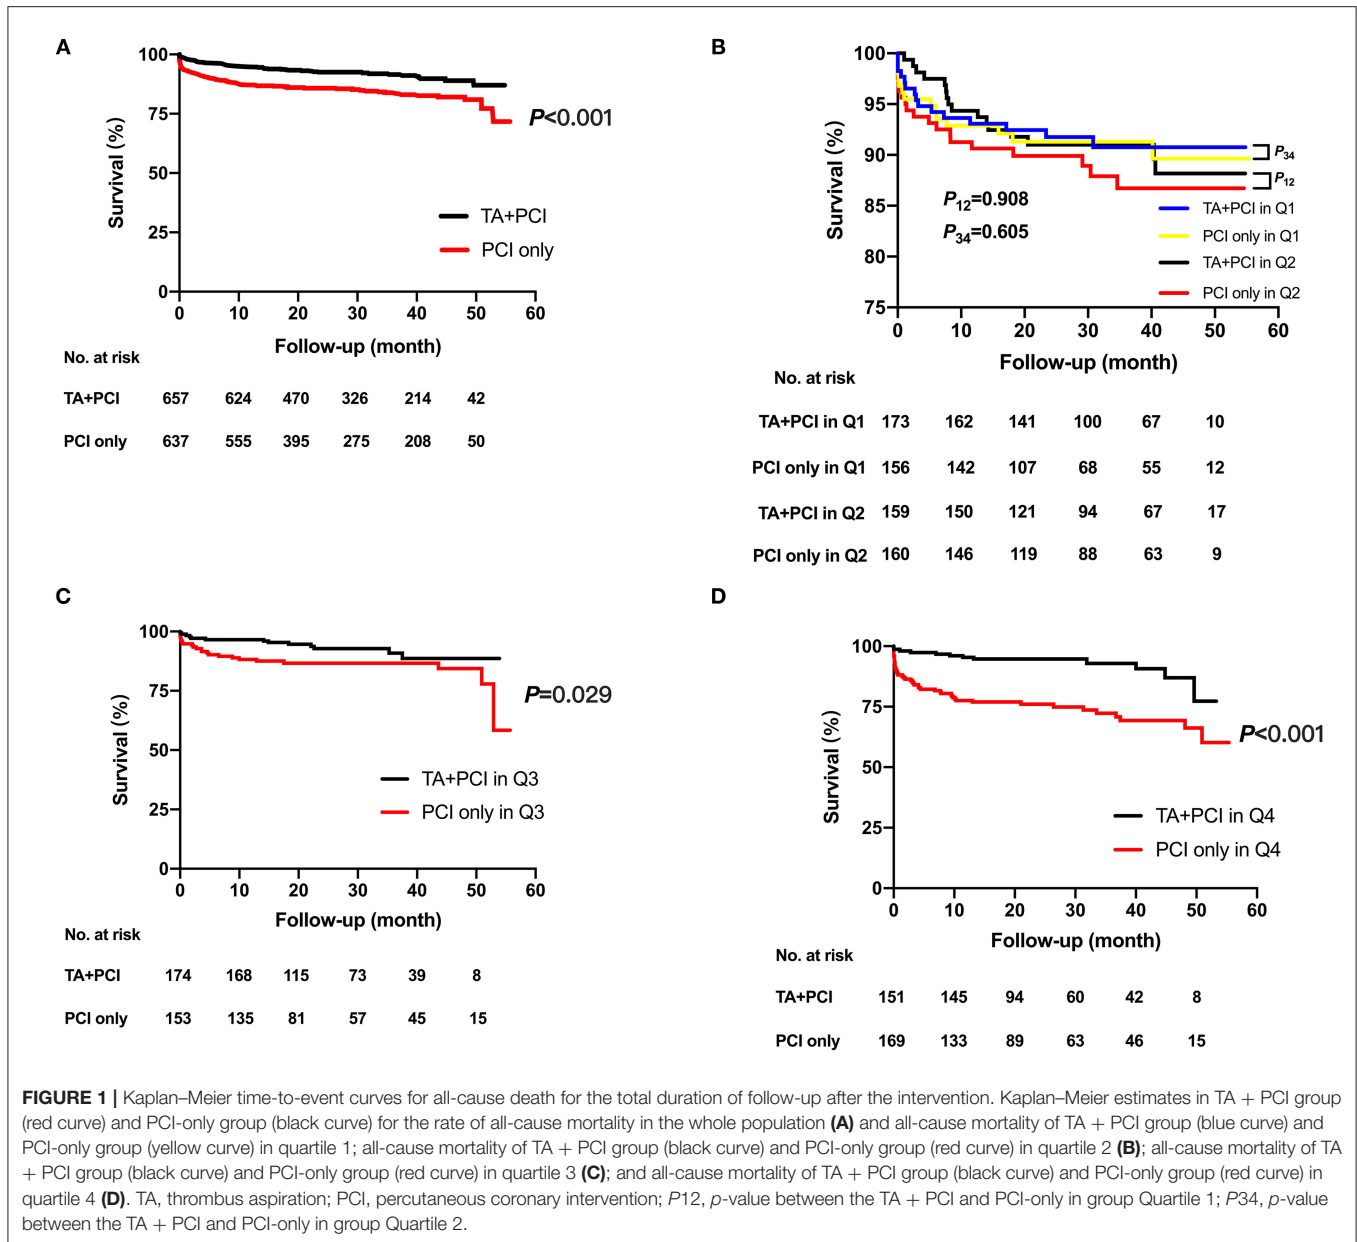 A
100
75
50
25
0
Survival (%)
P<0.001
TA+PCI
PCI only
0 10 20 30 40 50 60
Follow-up (month)
No. at risk
TA+PCI 657 624 470 326 214 42
PCI only 637 555 395 275 208 50
B
100
95
90
85
80
75
Survival (%)
P34
P12
P12=0.908
P34=0.605
TA+PCI in Q1
PCI only in Q1
TA+PCI in Q2
PCI only in Q2
0 10 20 30 40 50 60
Follow-up (month)
No. at risk
TA+PCI in Q1 173 162 141 100 67 10
PCI only in Q1 156 142 107 68 55 12
TA+PCI in Q2 159 150 121 94 67 17
PCI only in Q2 160 146 119 88 63 9
C
100
75
50
25
0
Survival (%)
P=0.029
TA+PCI in Q3
PCI only in Q3
0 10 20 30 40 50 60
Follow-up (month)
No. at risk
TA+PCI 174 168 115 73 39 8
PCI only 153 135 81 57 45 15
D
100
75
50
25
0
Survival (%)
P<0.001
TA+PCI in Q4
PCI only in Q4
0 10 20 30 40 50 60
Follow-up (month)
No. at risk
TA+PCI 151 145 94 60 42 8
PCI only 169 133 89 63 46 15
FIGURE 1 | Kaplan–Meier time-to-event curves for all-cause death for the total duration of follow-up after the intervention. Kaplan–Meier estimates in TA + PCI group
(red curve) and PCI-only group (black curve) for the rate of all-cause mortality in the whole population (A) and all-cause mortality of TA + PCI group (blue curve) and
PCI-only group (yellow curve) in quartile 1; all-cause mortality of TA + PCI group (black curve) and PCI-only group (red curve) in quartile 2 (B); all-cause mortality of TA
+ PCI group (black curve) and PCI-only group (red curve) in quartile 3 (C); and all-cause mortality of TA + PCI group (black curve) and PCI-only group (red curve) in
quartile 4 (D). TA, thrombus aspiration; PCI, percutaneous coronary intervention; P12, p-value between the TA + PCI and PCI-only in group Quartile 1; P34, p-value
between the TA + PCI and PCI-only in group Quartile 2.